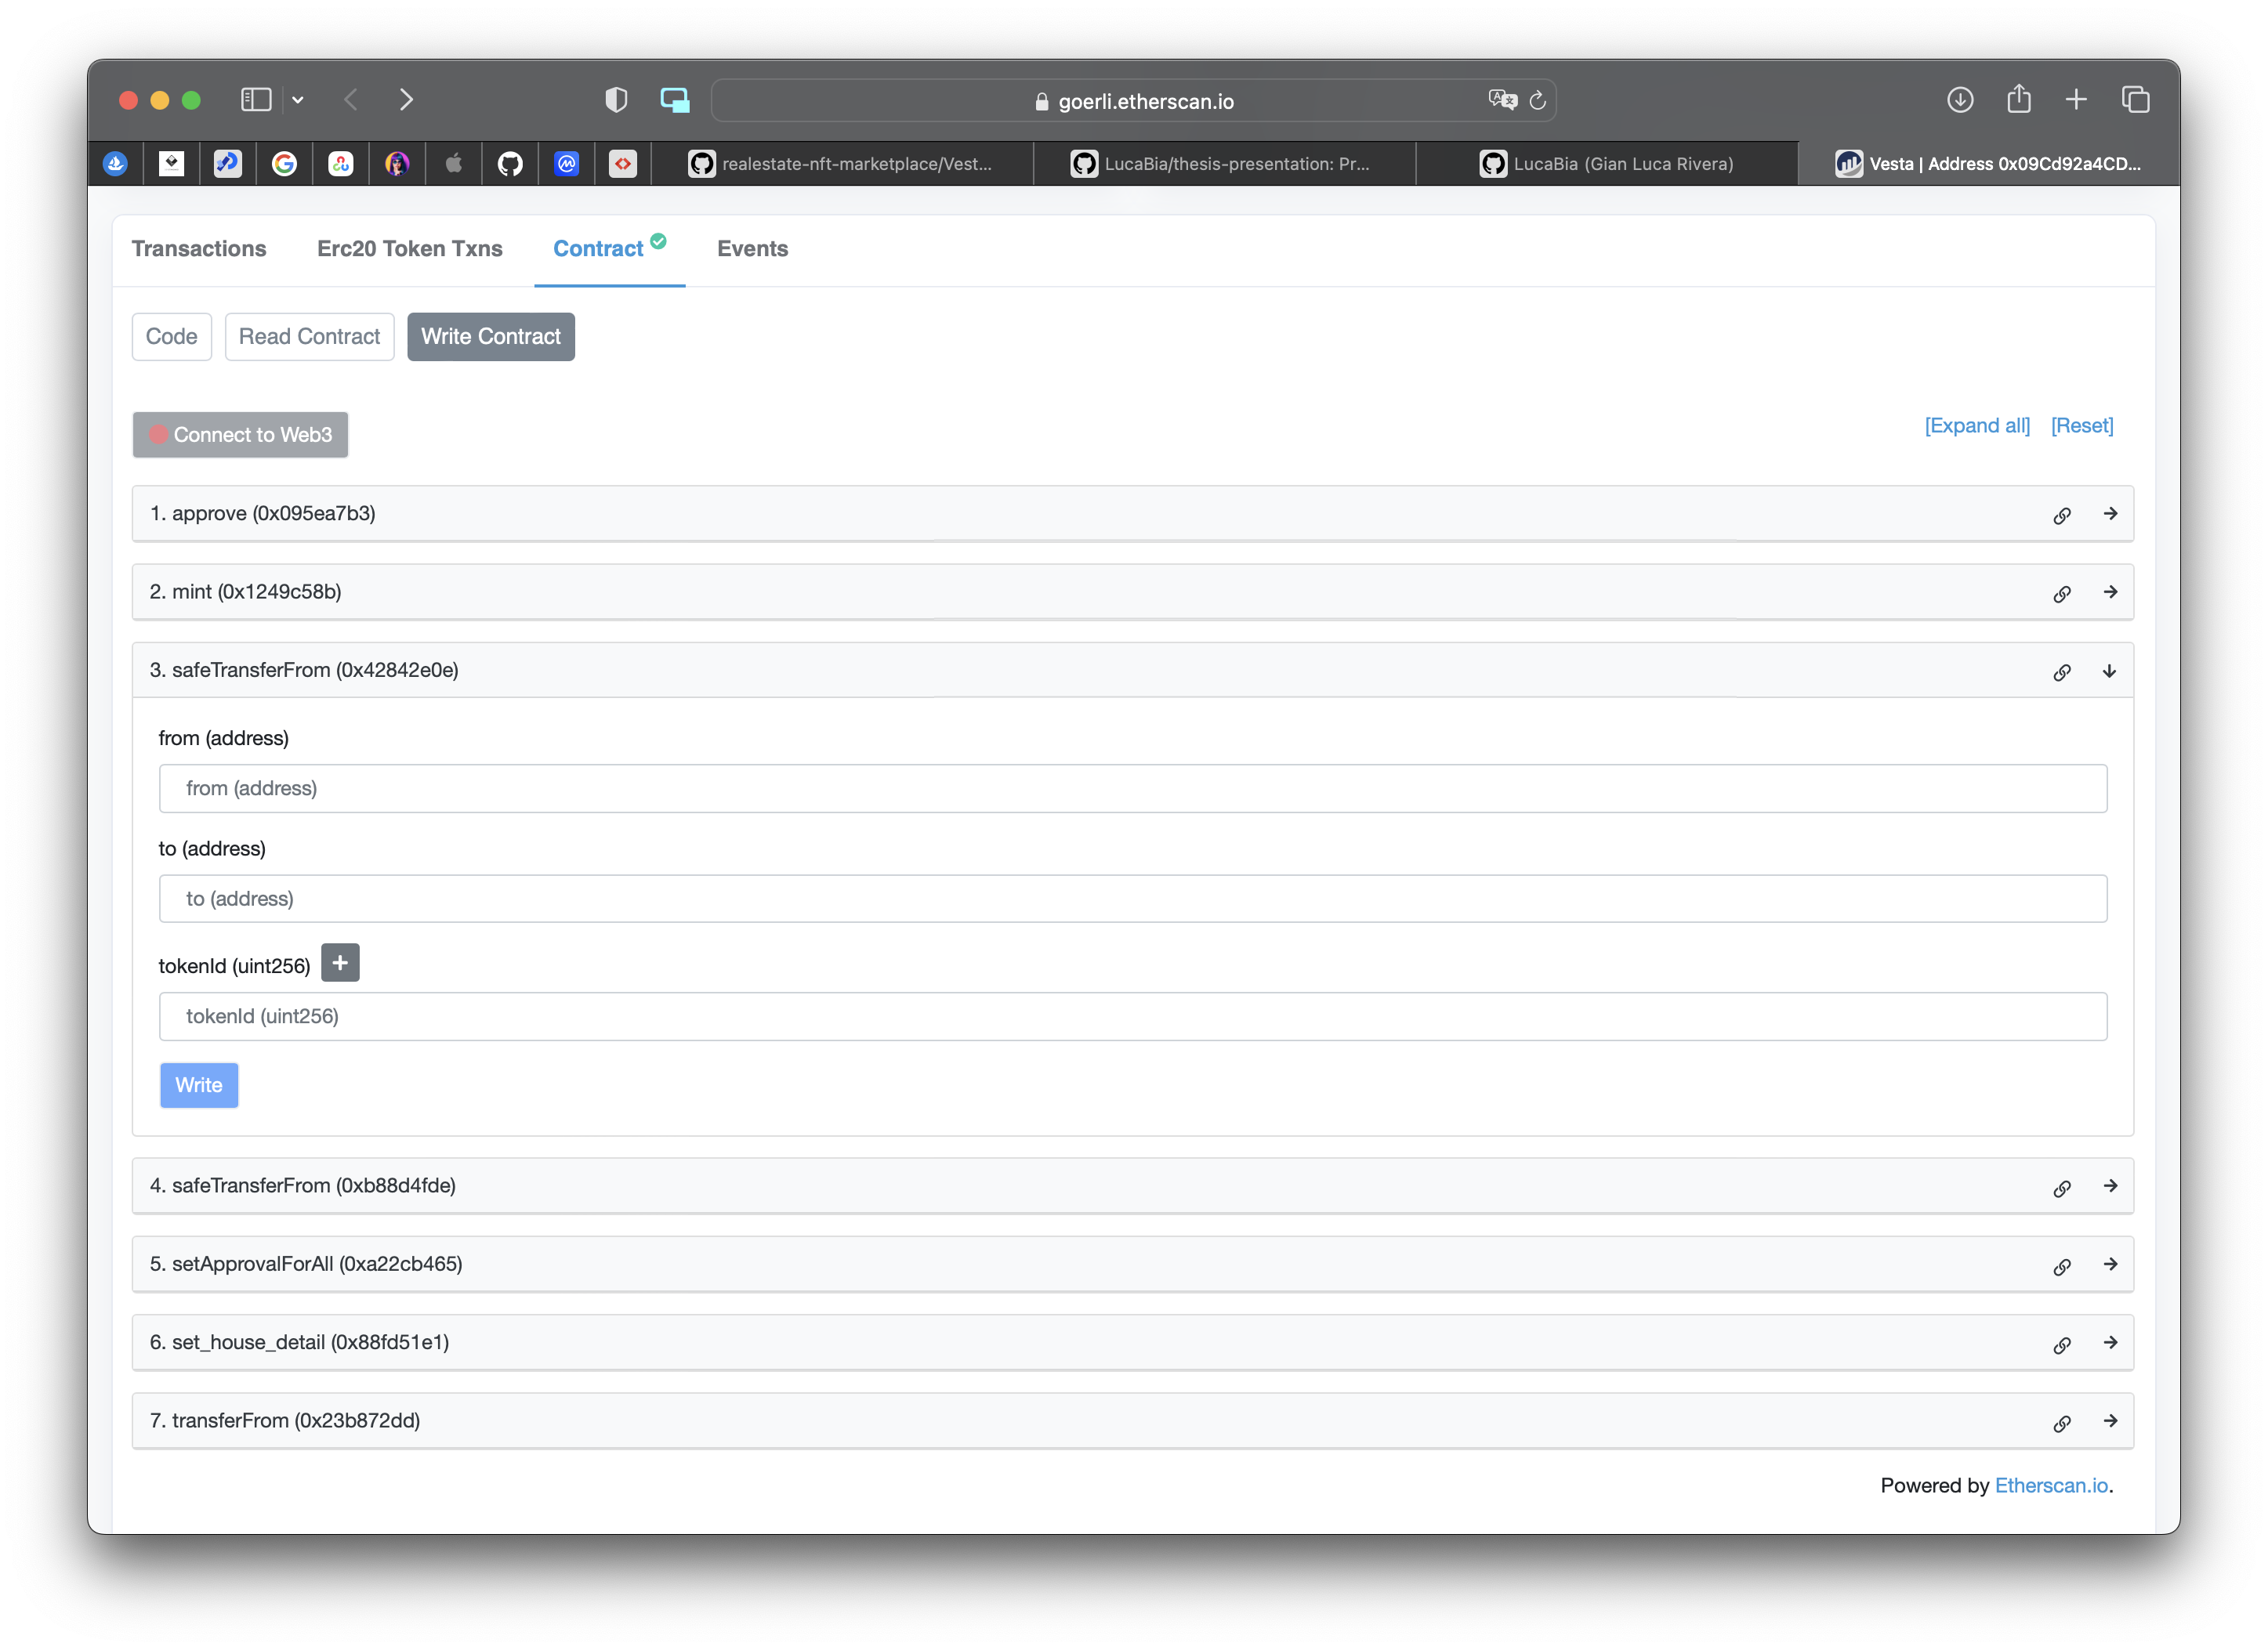 goerli.etherscan.io
realestate-nft-marketplace/Vest...
LucaBia/thesis-presentation: Pr...
LucaBia (Gian Luca Rivera)
Vesta | Address 0x09Cd92a4CD...
Transactions Erc20 Token Txns Contract Events
Code Read Contract Write Contract
Connect to Web3 [Expand all] [Reset]
1. approve (0x095ea7b3)
2. mint (0x1249c58b)
3. safeTransferFrom (0x42842e0e)
from (address)
from (address)
to (address)
to (address)
tokenId (uint256) +
tokenId (uint256)
Write
4. safeTransferFrom (0xb88d4fde)
5. setApprovalForAll (0xa22cb465)
6. set_house_detail (0x88fd51e1)
7. transferFrom (0x23b872dd)
Powered by Etherscan.io.